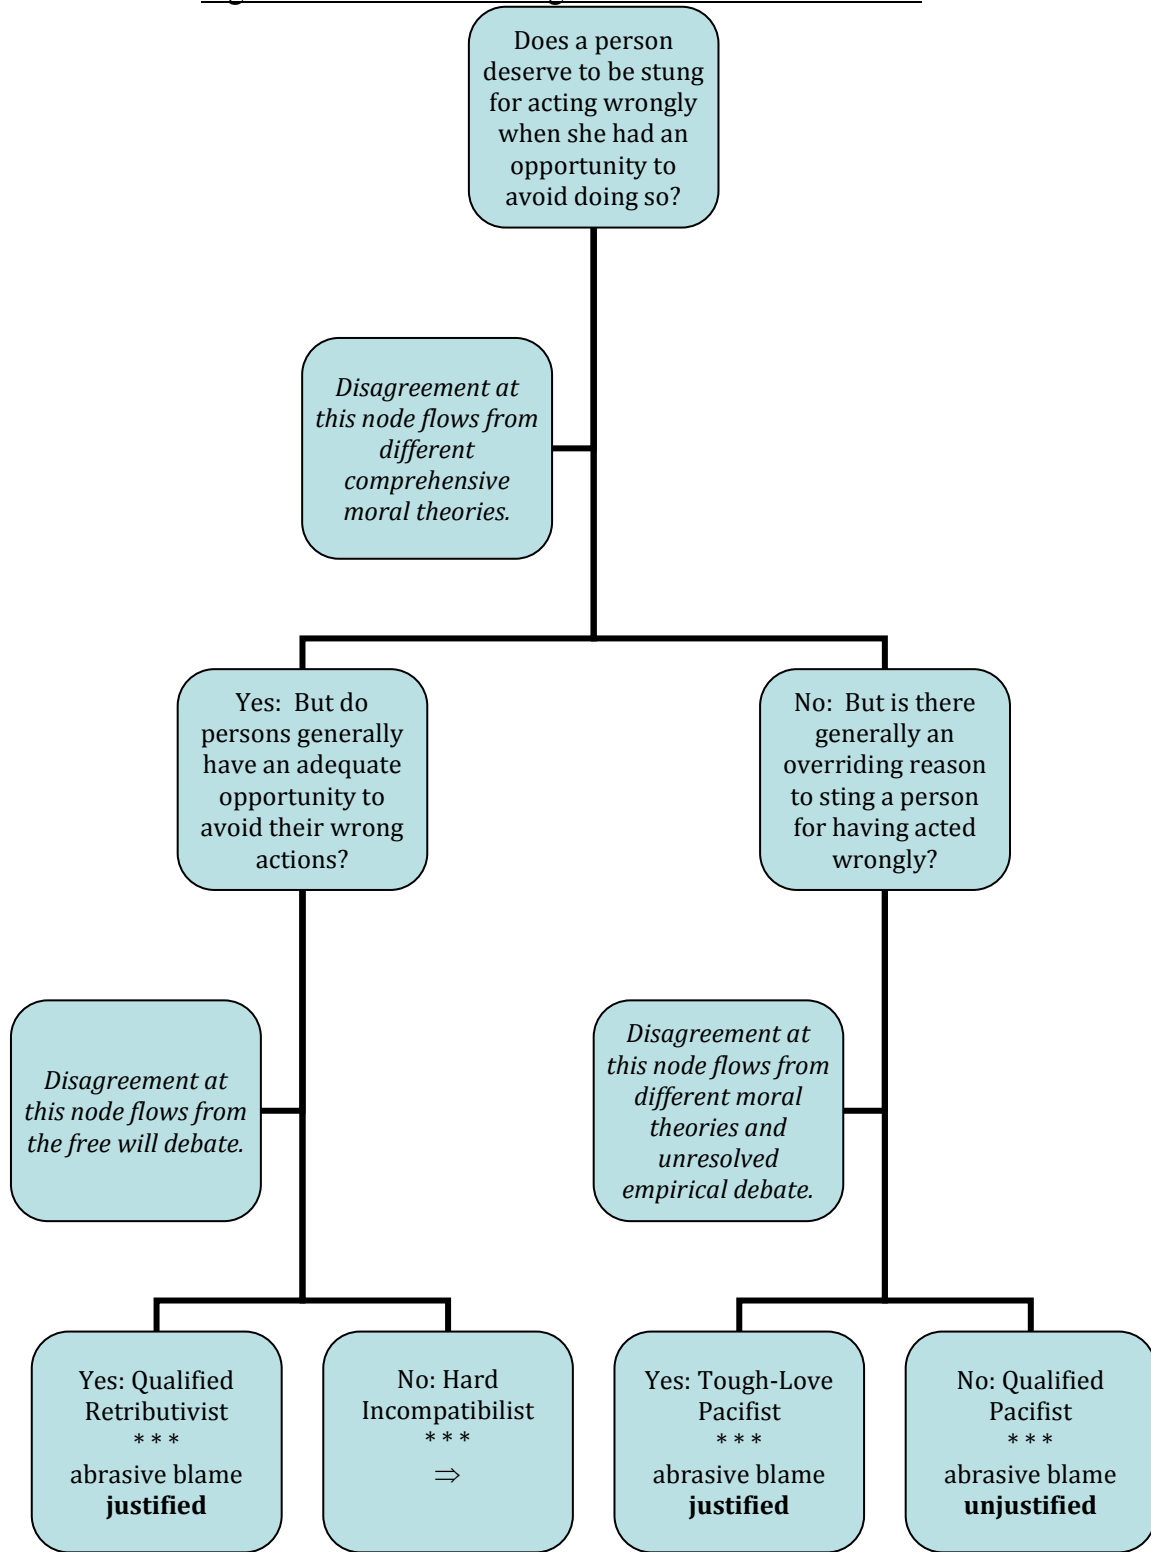 Does a person
deserve to be stung
for acting wrongly
when she had an
opportunity to
avoid doing so?
Disagreement at
this node flows from
different
comprehensive
moral theories.
Yes: But do
persons generally
have an adequate
opportunity to
avoid their wrong
actions?
No: But is there
generally an
overriding reason
to sting a person
for having acted
wrongly?
Disagreement at
this node flows from
the free will debate.
Disagreement at
this node flows from
different moral
theories and
unresolved
empirical debate.
Yes: Qualified
Retributivist
* * *
abrasive blame
justified
No: Hard
Incompatibilist
* * *
⇒
Yes: Tough-Love
Pacifist
* * *
abrasive blame
justified
No: Qualified
Pacifist
* * *
abrasive blame
unjustified